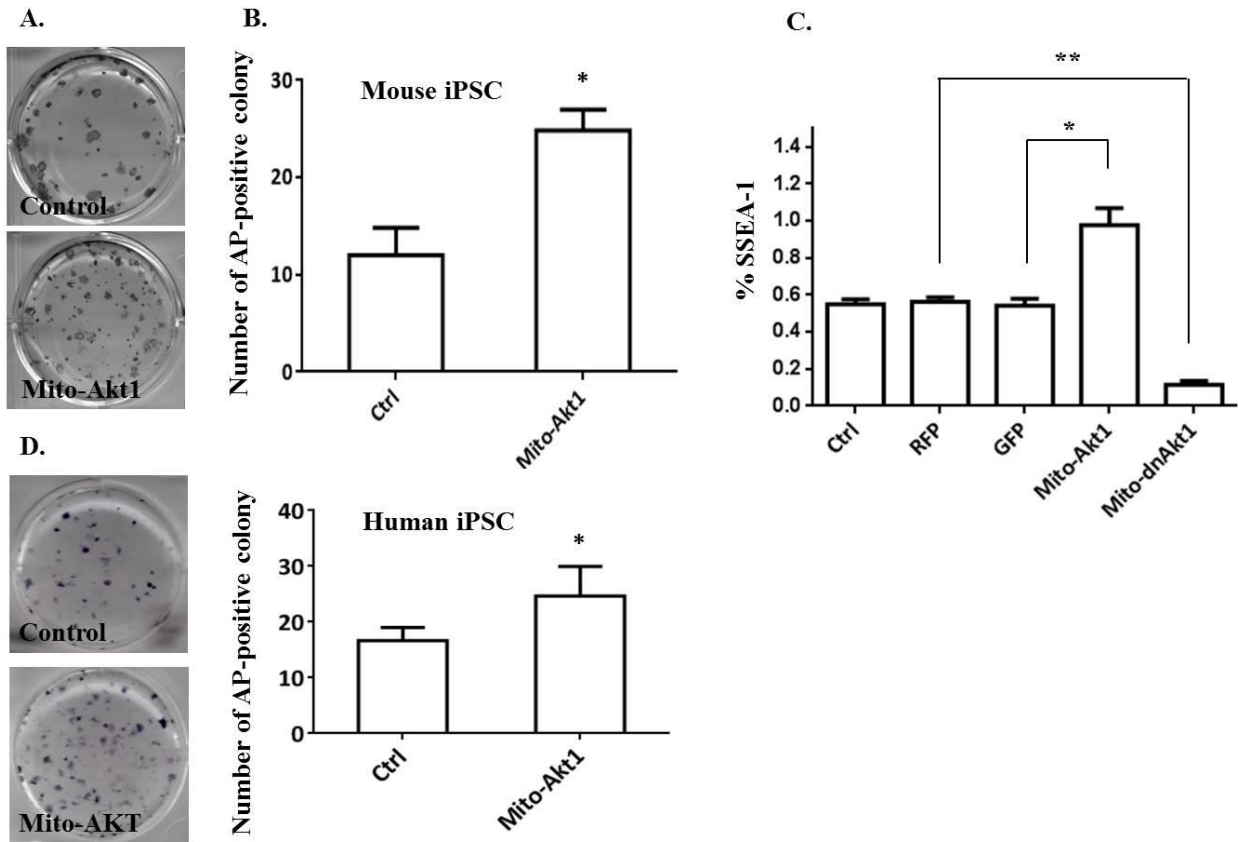 A.
Control
Mito-Akt1
B.
Number of AP-positive colony
30
20
10
0
Mouse iPSC
*
Ctrl
Mito-Akt1
C.
% SSEA-1
1.4
1.2
1.0
0.8
0.6
0.4
0.2
0.0
**
*
Ctrl
RFP
GFP
Mito-Akt1
Mito-dnAkt1
D.
Control
Mito-AKT
Number of AP-positive colony
40
30
20
10
0
Human iPSC
*
Ctrl
Mito-Akt1